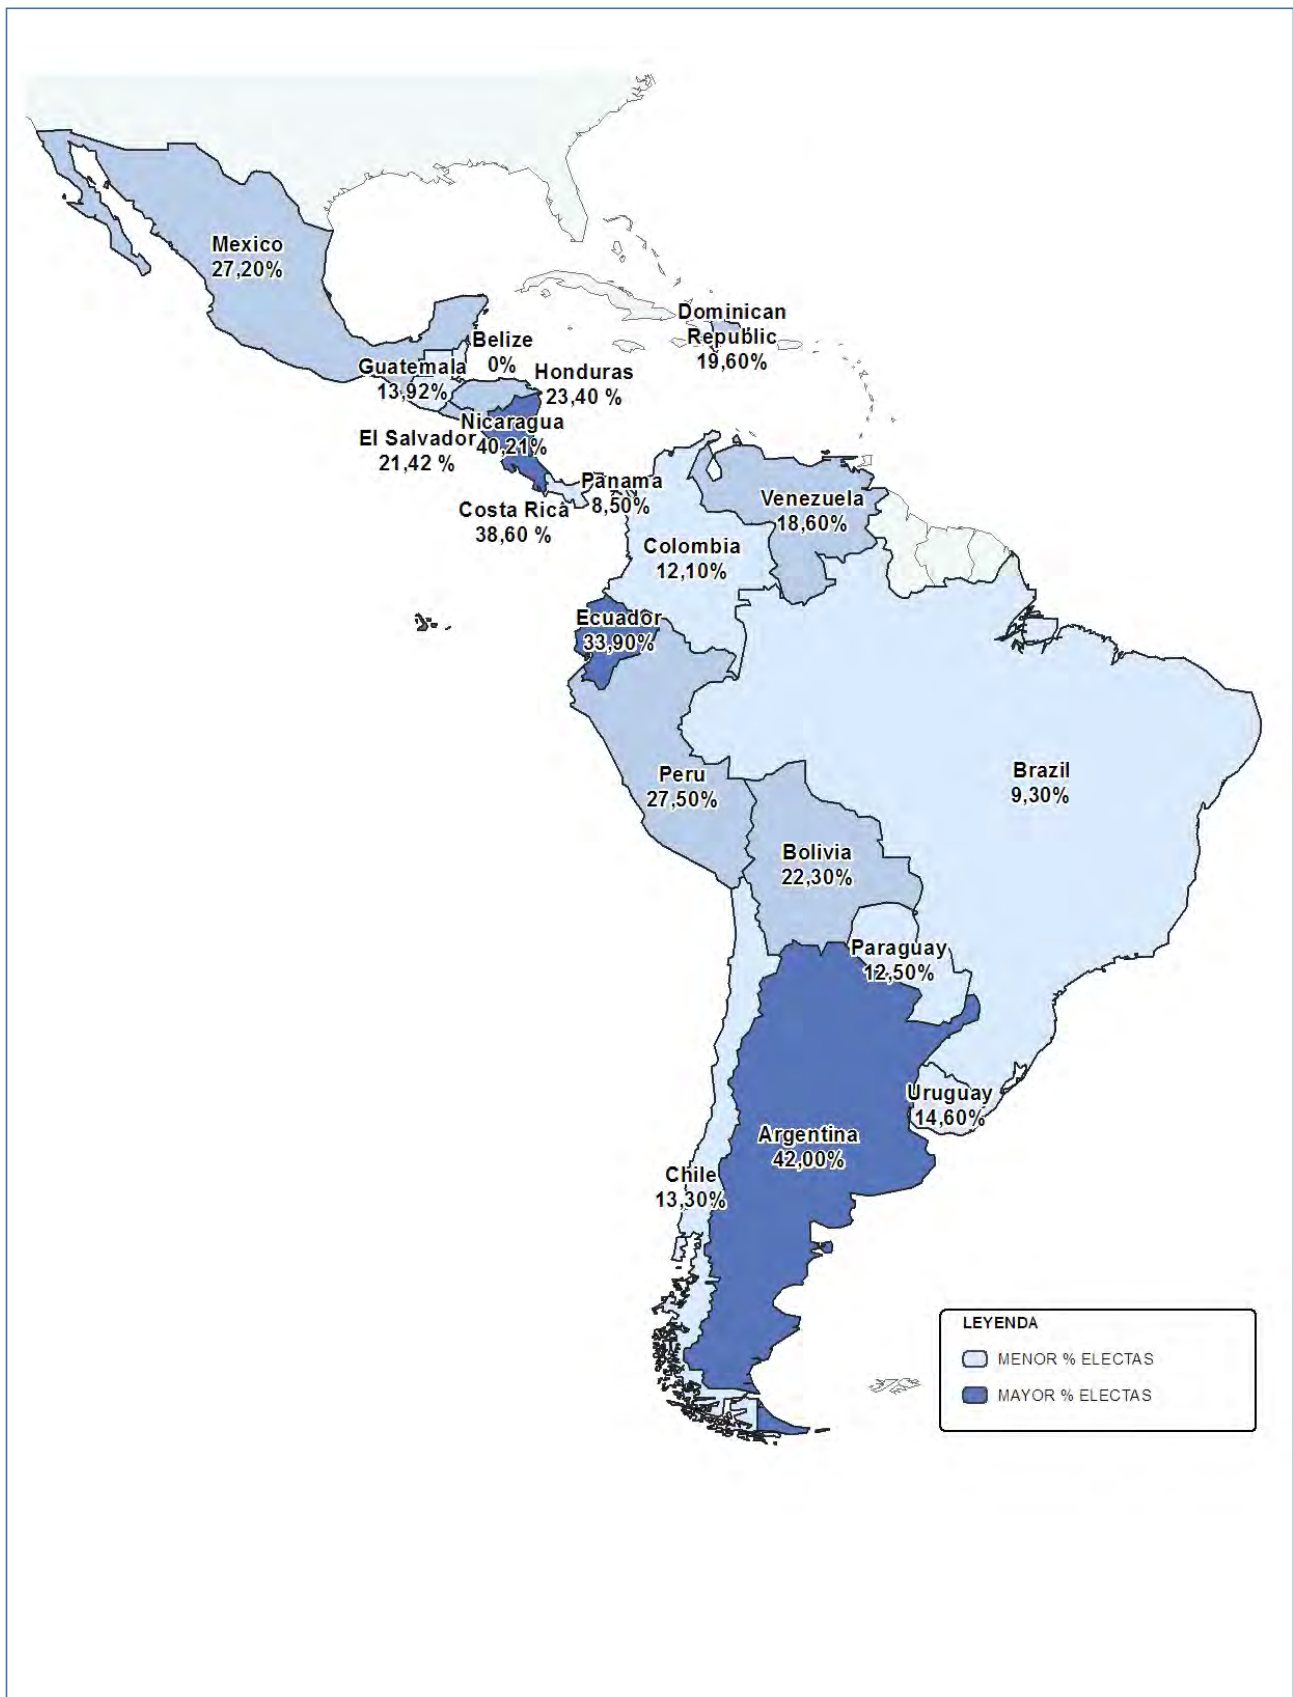 Mexico
27,20%
Dominican
Republic
19,60%
Belize
0%
Guatemala
13,92%
Honduras
23,40 %
Nicaragua
40,21%
El Salvador
21,42 %
Panama
8,50%
Costa Rica
38,60 %
Venezuela
18,60%
Colombia
12,10%
Ecuador
33,90%
Peru
27,50%
Brazil
9,30%
Bolivia
22,30%
Paraguay
12,50%
Uruguay
14,60%
Argentina
42,00%
Chile
13,30%
LEYENDA
MENOR % ELECTAS
MAYOR % ELECTAS